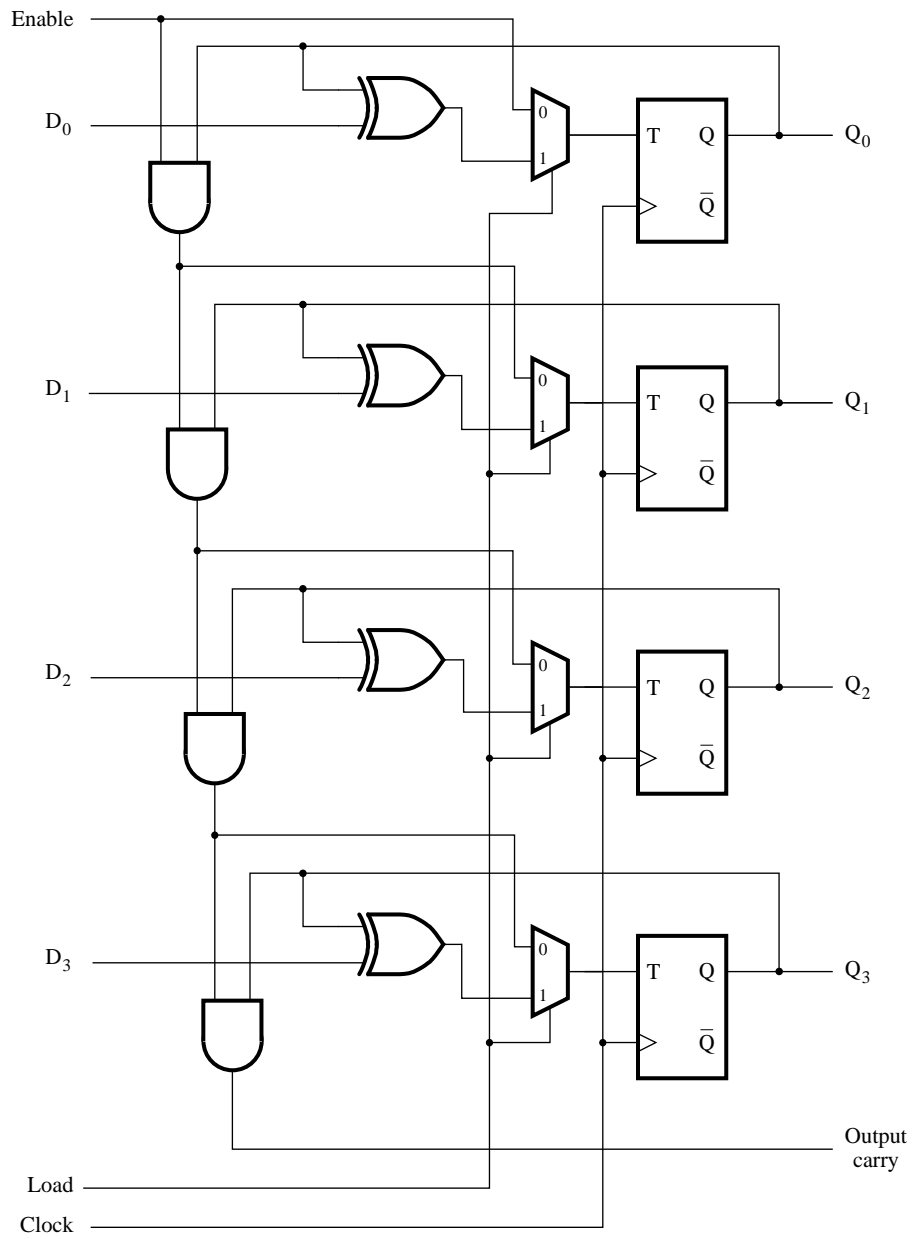 Enable
0
D₀
1
T Q
Q₀
Q̅
0
D₁
1
T Q
Q₁
Q̅
0
D₂
1
T Q
Q₂
Q̅
0
D₃
1
T Q
Q₃
Q̅
Output
carry
Load
Clock